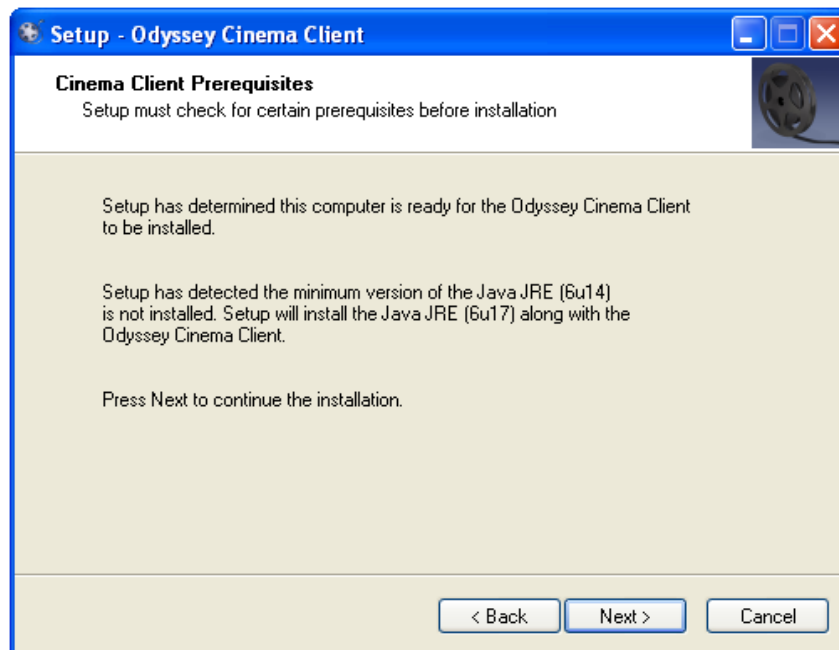 Setup - Odyssey Cinema Client
Cinema Client Prerequisites
Setup must check for certain prerequisites before installation
Setup has determined this computer is ready for the Odyssey Cinema Client
to be installed.
Setup has detected the minimum version of the Java JRE (6u14)
is not installed. Setup will install the Java JRE (6u17) along with the
Odyssey Cinema Client.
Press Next to continue the installation.
< Back
Next >
Cancel